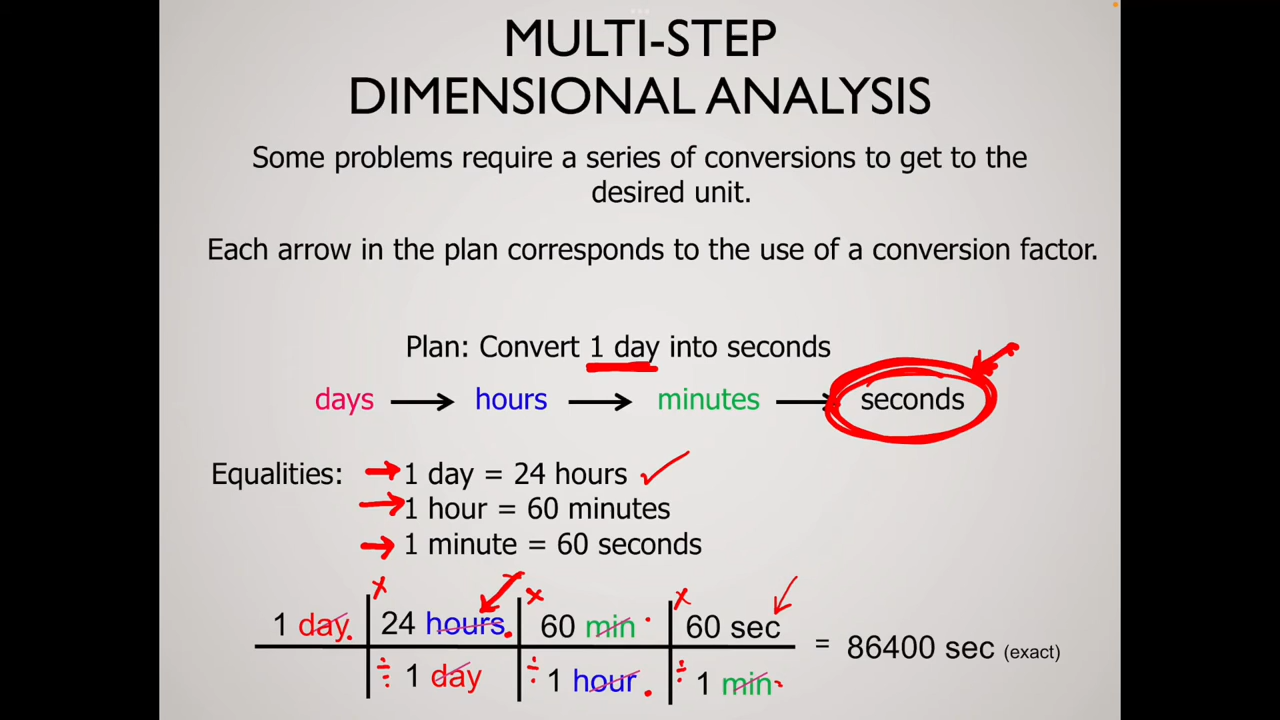 MULTI-STEP
DIMENSIONAL ANALYSIS
Some problems require a series of conversions to get to the
desired unit.
Each arrow in the plan corresponds to the use of a conversion factor.
Plan: Convert 1 day into seconds
days → hours → minutes → seconds
Equalities: → 1 day = 24 hours ✓
→ 1 hour = 60 minutes
→ 1 minute = 60 seconds
x x x
1 day 24 hours 60 min 60 sec
= 86400 sec (exact)
÷ 1 day ÷ 1 hour ÷ 1 min